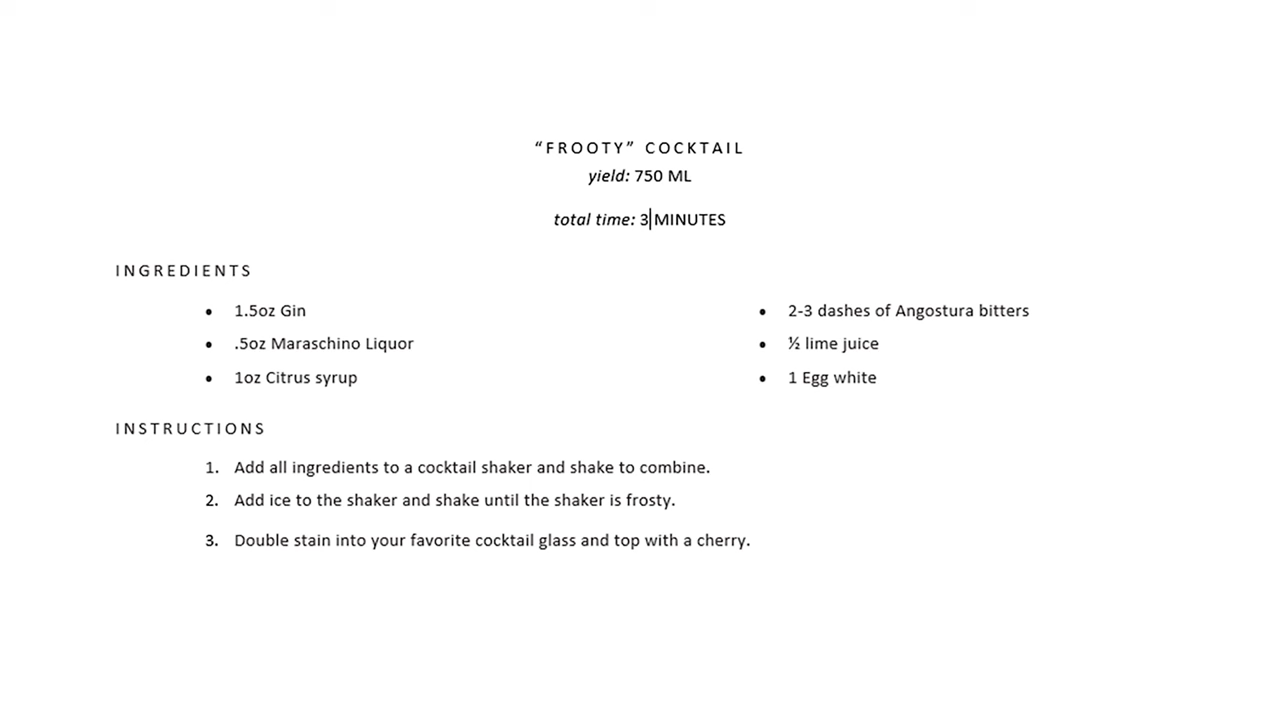 “FROOTY” COCKTAIL
yield: 750 ML
total time: 3 MINUTES
INGREDIENTS
• 1.5oz Gin
• .5oz Maraschino Liquor
• 1oz Citrus syrup
• 2-3 dashes of Angostura bitters
• ½ lime juice
• 1 Egg white
INSTRUCTIONS
1. Add all ingredients to a cocktail shaker and shake to combine.
2. Add ice to the shaker and shake until the shaker is frosty.
3. Double stain into your favorite cocktail glass and top with a cherry.